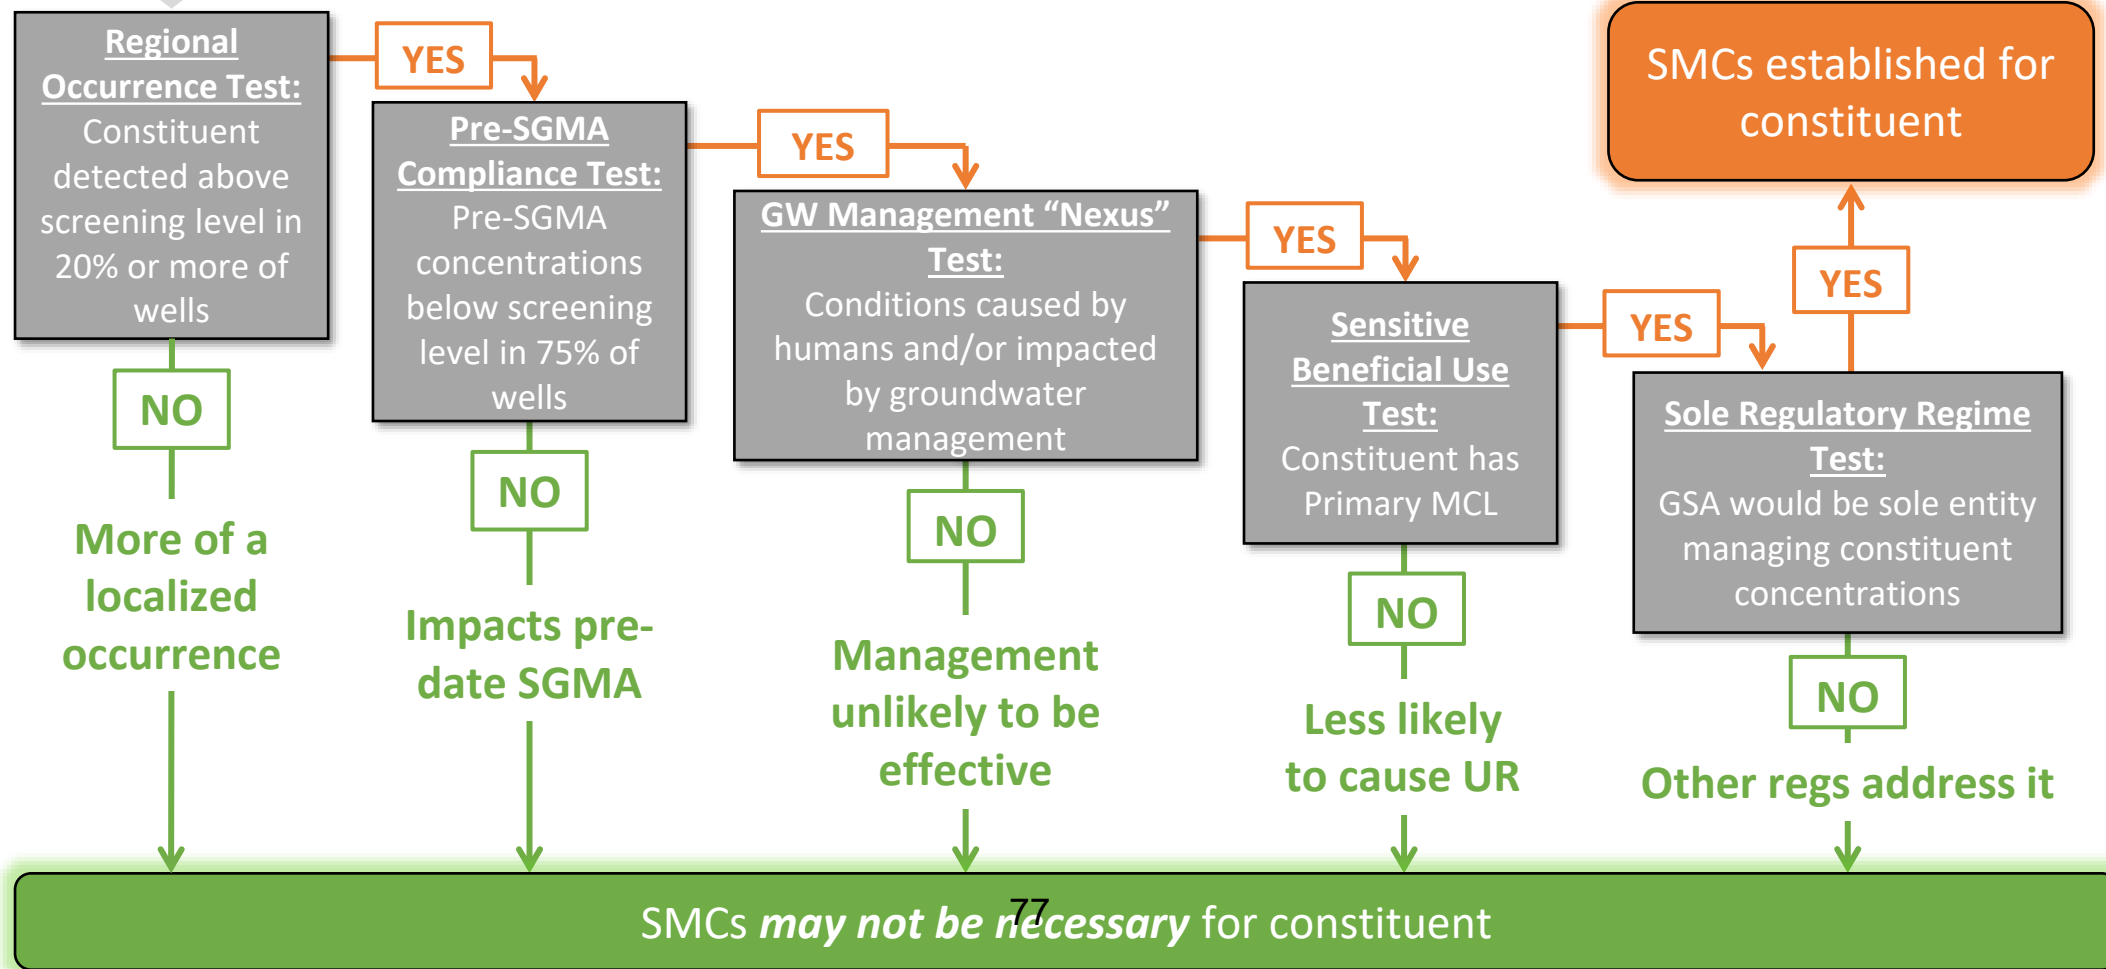 Regional
Occurrence Test:
Constituent
detected above
screening level in
20% or more of
wells
YES
NO
More of a
localized
occurrence
Pre-SGMA
Compliance Test:
Pre-SGMA
concentrations
below screening
level in 75% of
wells
YES
NO
Impacts pre-
date SGMA
GW Management “Nexus”
Test:
Conditions caused by
humans and/or impacted
by groundwater
management
YES
NO
Management
unlikely to be
effective
Sensitive
Beneficial Use
Test:
Constituent has
Primary MCL
YES
NO
Less likely
to cause UR
Sole Regulatory Regime
Test:
GSA would be sole entity
managing constituent
concentrations
YES
NO
Other regs address it
SMCs established for
constituent
SMCs may not be necessary for constituent
77